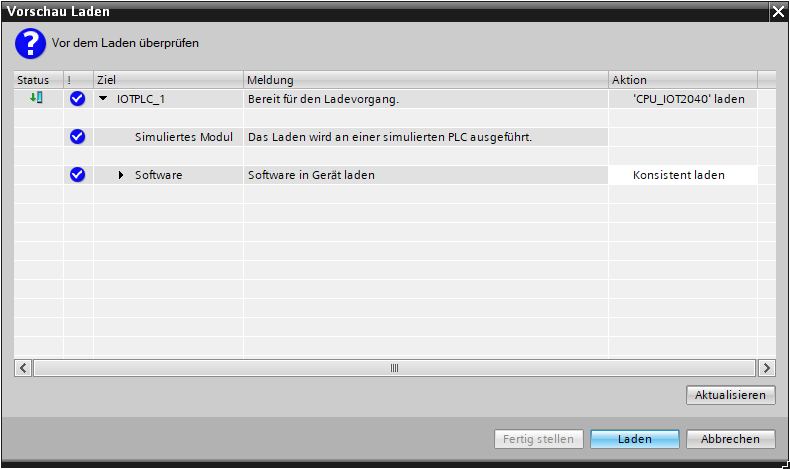 Vorschau Laden
Vor dem Laden überprüfen
Status ! Ziel Meldung Aktion
IOTPLC_1 Bereit für den Ladevorgang. 'CPU_IOT2040' laden
Simuliertes Modul Das Laden wird an einer simulierten PLC ausgeführt.
Software Software in Gerät laden Konsistent laden
Aktualisieren
Fertig stellen Laden Abbrechen